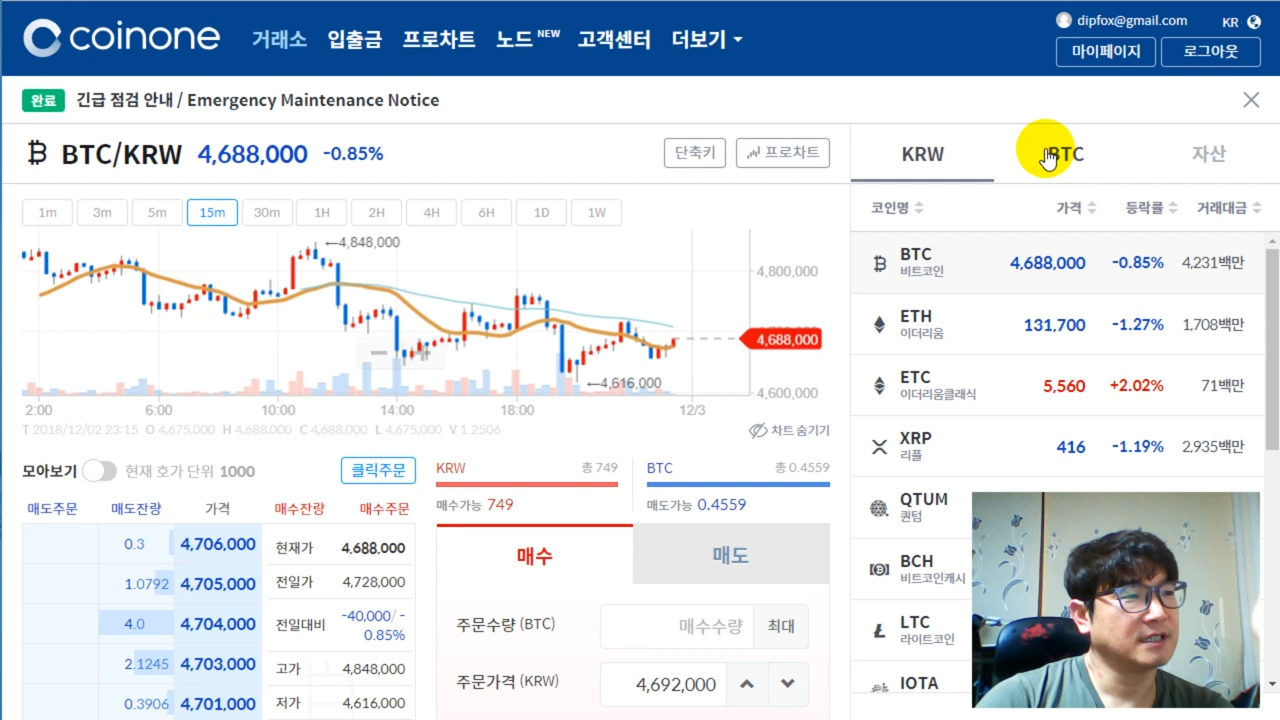 coinone 거래소 입출금 프로차트 노드 NEW 고객센터 더보기
dipfox@gmail.com KR
마이페이지 로그아웃
완료 긴급 점검 안내 / Emergency Maintenance Notice
BTC/KRW 4,688,000 -0.85% 단축키 프로차트
1m 3m 5m 15m 30m 1H 2H 4H 6H 1D 1W
←4,848,000
4,800,000
4,688,000
←4,616,000
4,600,000
2:00 6:00 10:00 14:00 18:00 12/3
T 2018/12/02 23:15 O 4,675,000 H 4,688,000 C 4,688,000 L 4,675,000 V 1.2506 차트 숨기기
모아보기 현재 호가 단위 1000 클릭주문
매도주문 매도잔량 가격 매수잔량 매수주문
0.3 4,706,000
1.0792 4,705,000
4.0 4,704,000
2.1245 4,703,000
0.3906 4,701,000
현재가 4,688,000
전일가 4,728,000
전일대비 -40,000/ -
0.85%
고가 4,848,000
저가 4,616,000
KRW 총 749
매수가능 749
BTC 총 0.4559
매도가능 0.4559
매수 매도
주문수량 (BTC) 매수수량 최대
주문가격 (KRW) 4,692,000
KRW BTC 자산
코인명 가격 등락률 거래대금
BTC 4,688,000 -0.85% 4,231백만
비트코인
ETH 131,700 -1.27% 1,708백만
이더리움
ETC 5,560 +2.02% 71백만
이더리움클래식
XRP 416 -1.19% 2,935백만
리플
QTUM
퀀텀
BCH
비트코인캐시
LTC
라이트코인
IOTA